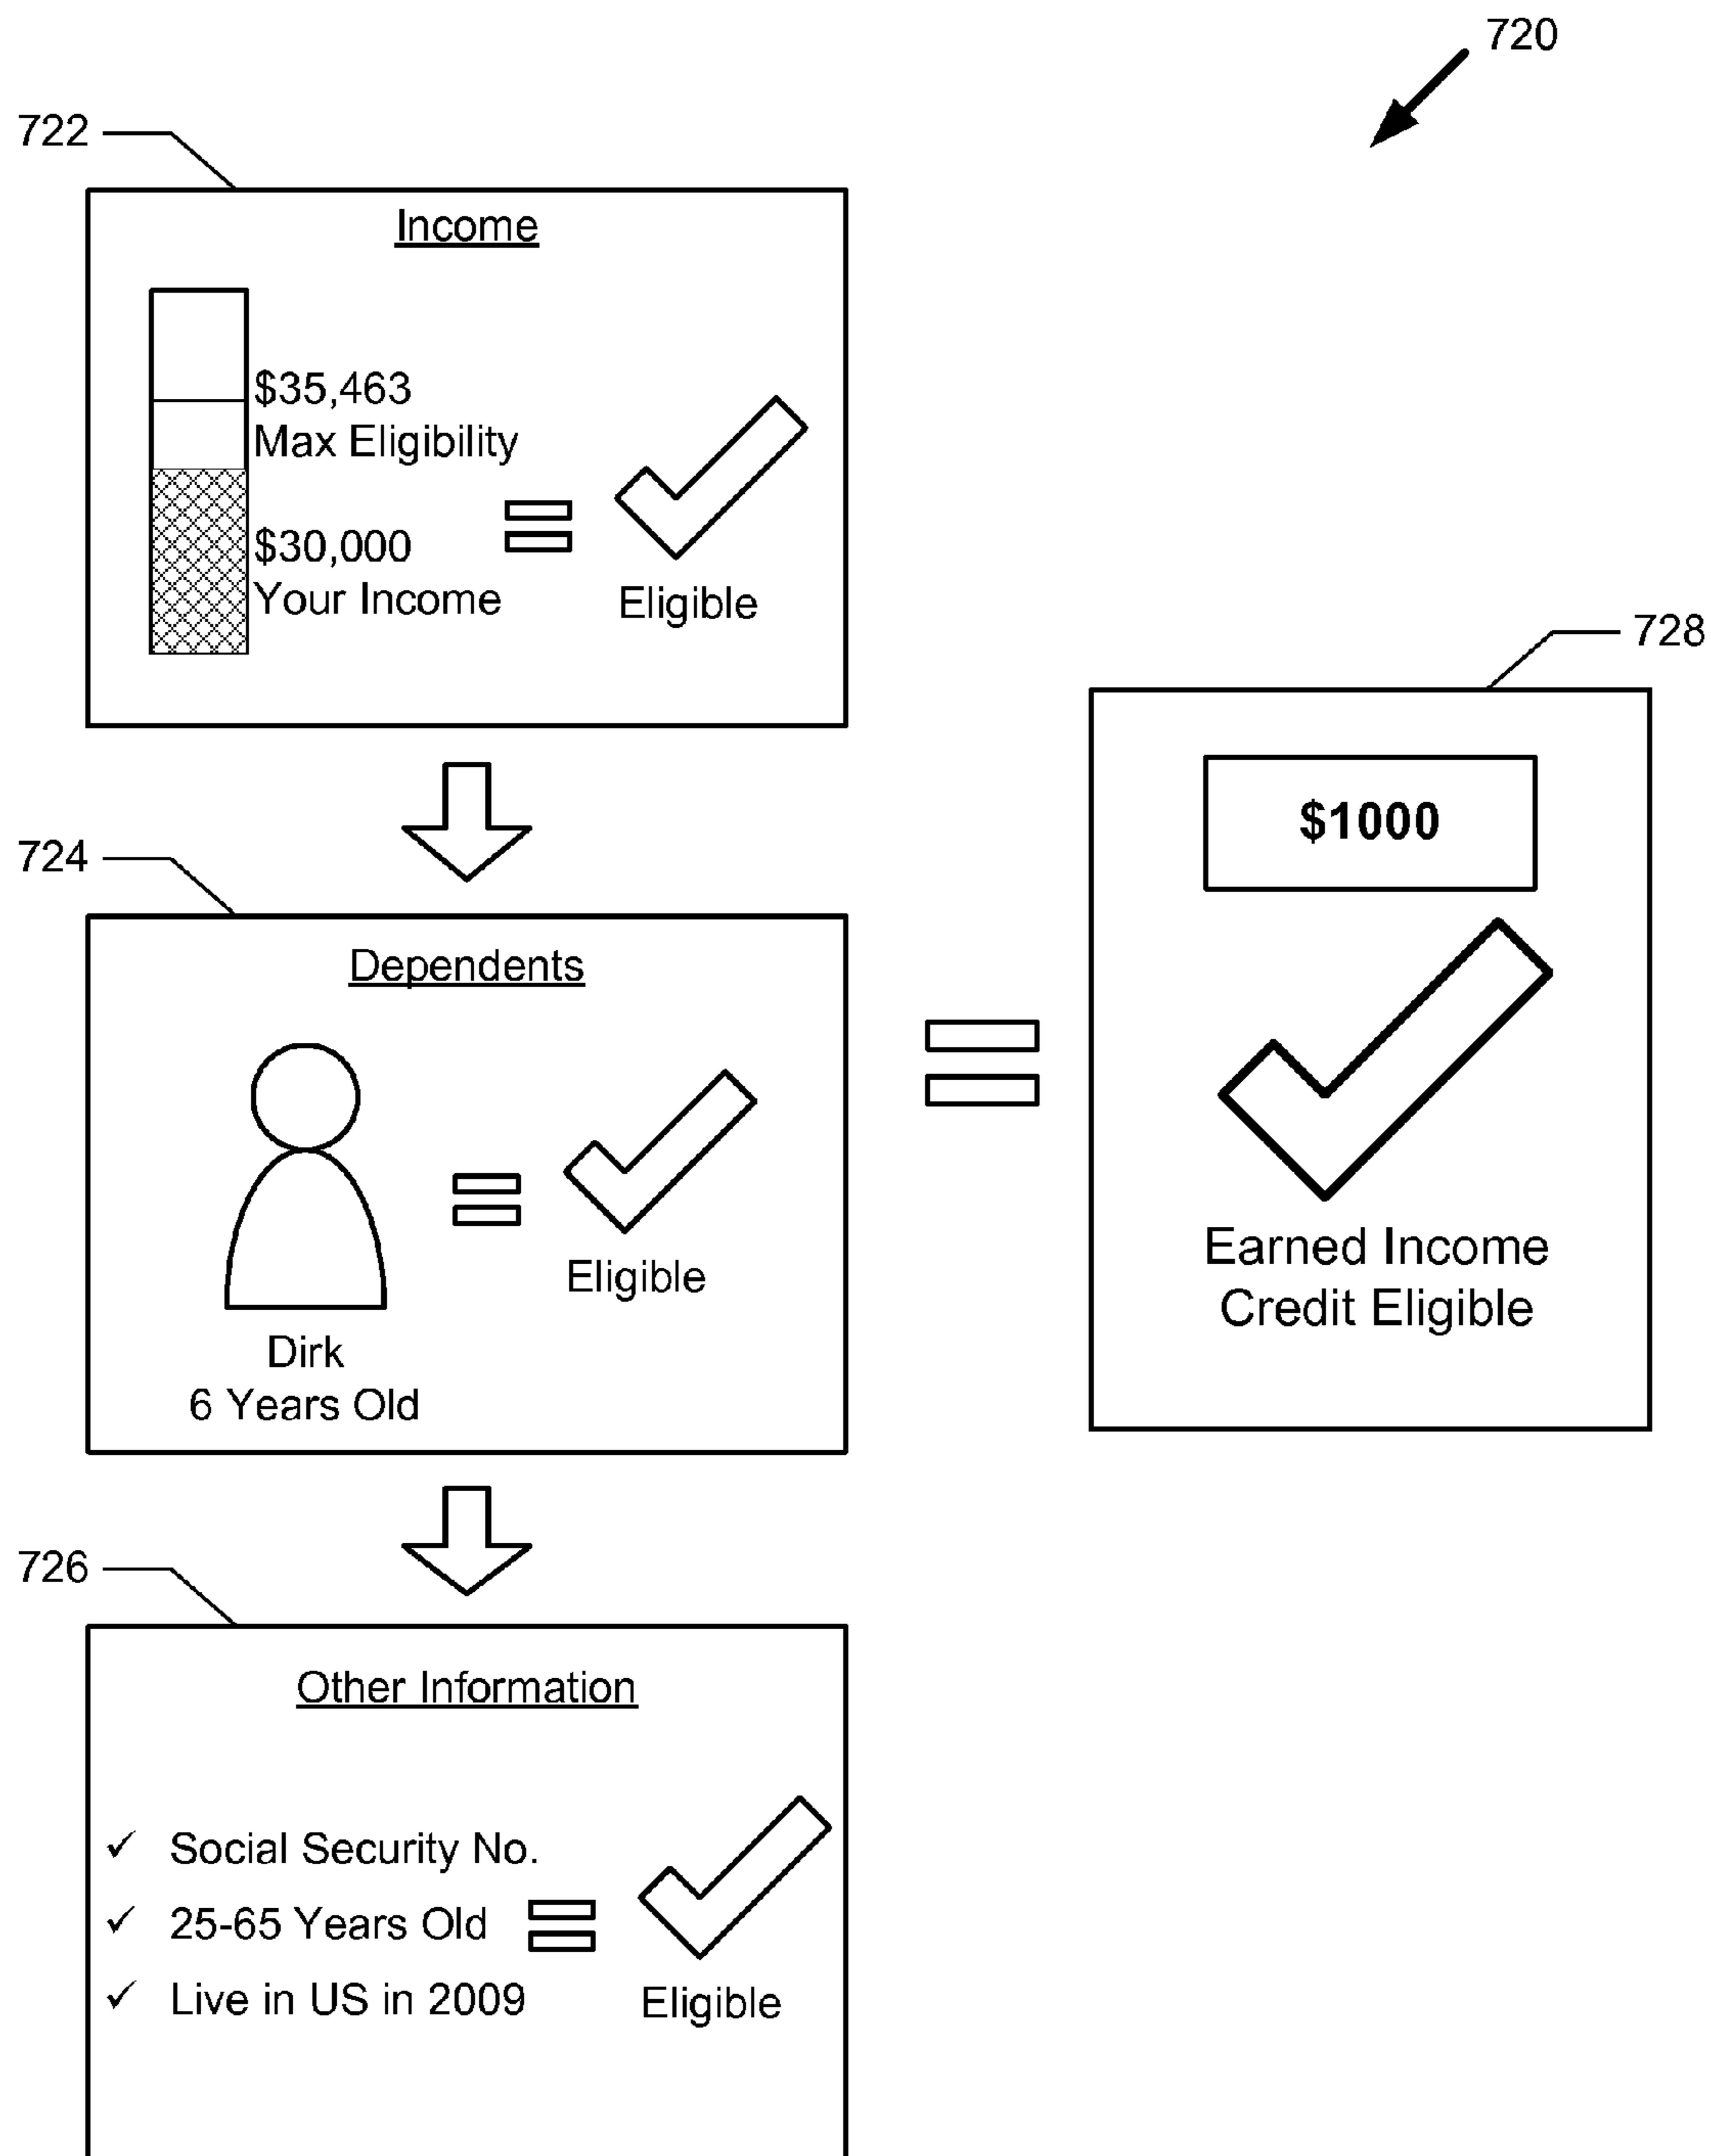 720
722
Income
$35,463
Max Eligibility
$30,000
Your Income
Eligible
724
Dependents
Eligible
Dirk
6 Years Old
726
Other Information
✓ Social Security No.
✓ 25-65 Years Old
✓ Live in US in 2009
Eligible
728
$1000
Earned Income
Credit Eligible